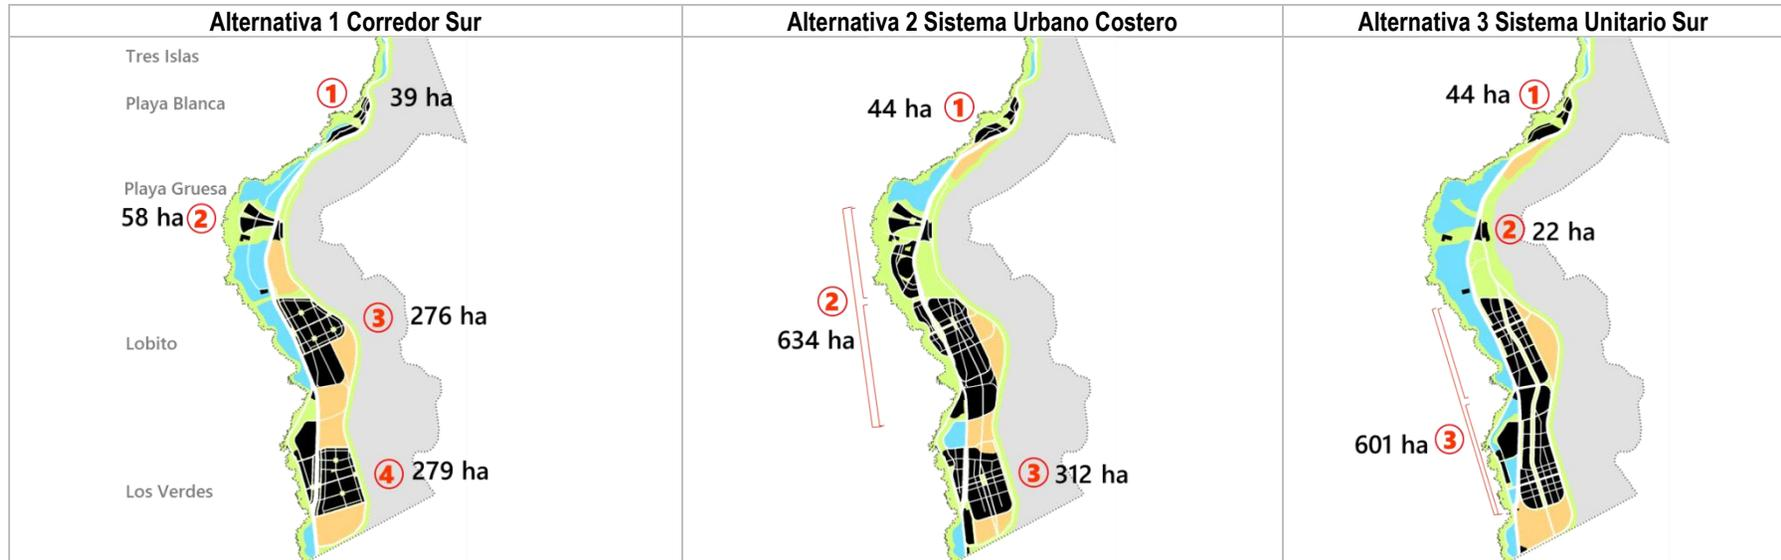 Alternativa 1 Corredor Sur
Tres Islas
Playa Blanca
1
39 ha
Playa Gruesa
58 ha 2
3
276 ha
Lobito
4
279 ha
Los Verdes
Alternativa 2 Sistema Urbano Costero
44 ha 1
2
634 ha
3 312 ha
Alternativa 3 Sistema Unitario Sur
44 ha 1
2 22 ha
601 ha 3